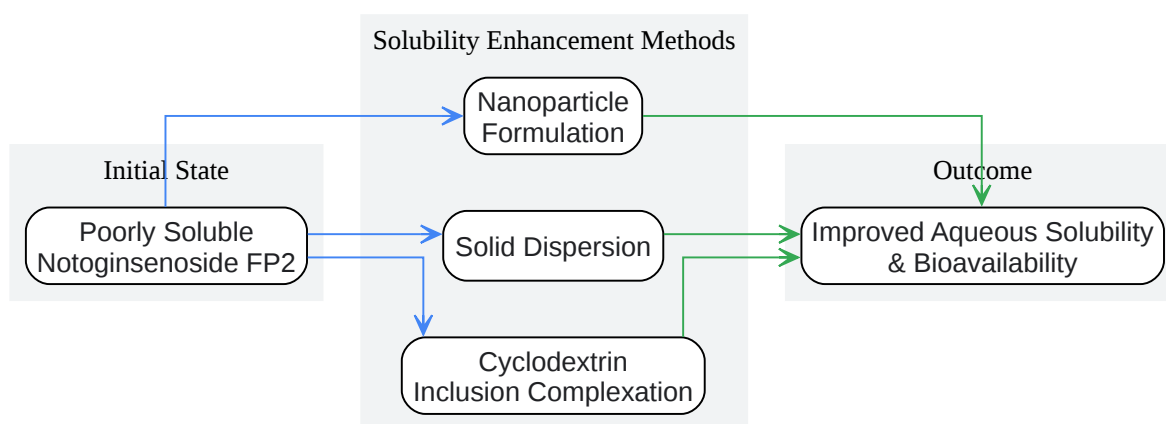 Solubility Enhancement Methods
Nanoparticle
Formulation
Initial State
Poorly Soluble
Notoginsenoside FP2
Solid Dispersion
Cyclodextrin
Inclusion Complexation
Outcome
Improved Aqueous Solubility
& Bioavailability